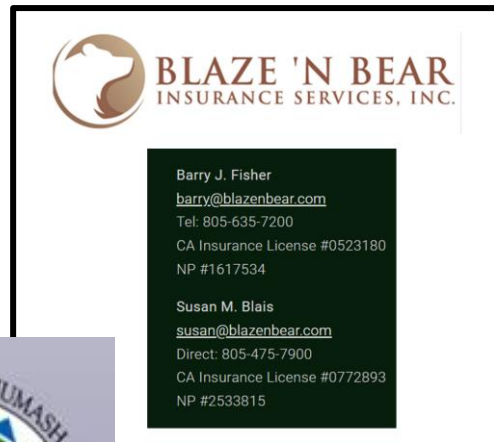 BLAZE 'N BEAR
INSURANCE SERVICES, INC.
Barry J. Fisher
barry@blazenbear.com
Tel: 805-635-7200
CA Insurance License #0523180
NP #1617534
Susan M. Blais
susan@blazenbear.com
Direct: 805-475-7900
CA Insurance License #0772893
NP #2533815